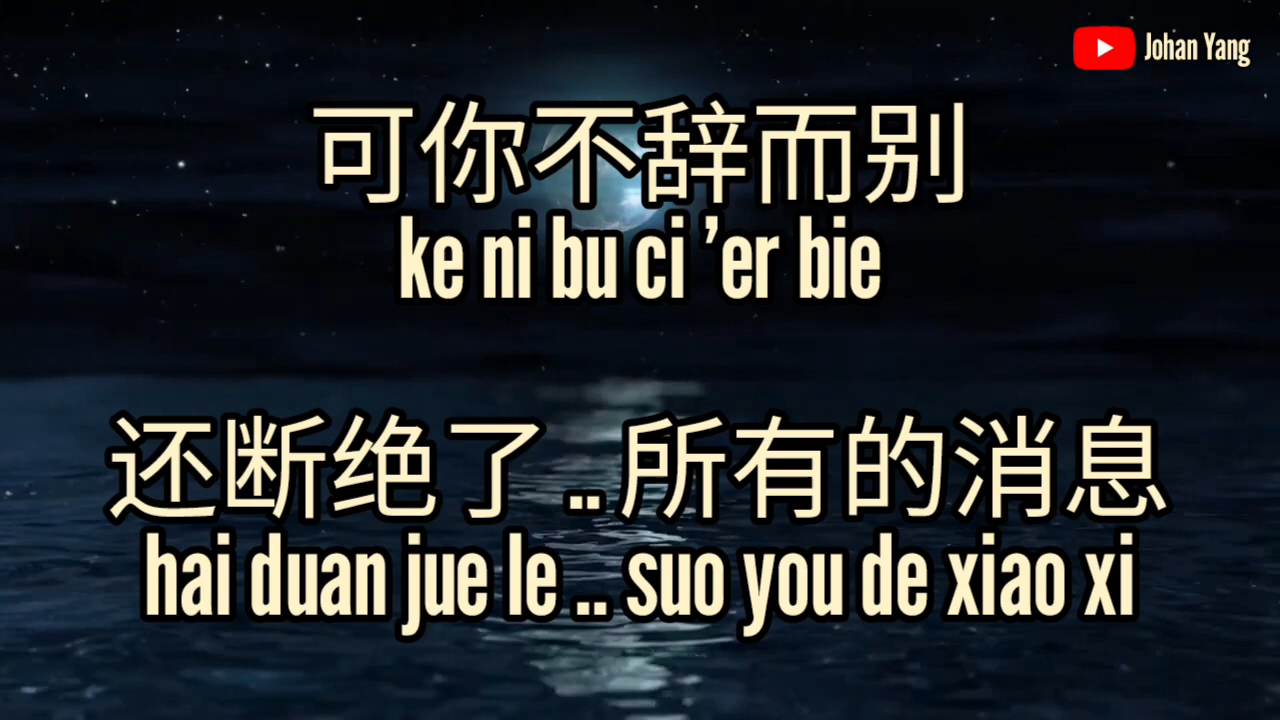 Johan Yang
可你不辞而别
ke ni bu ci ’er bie
还断绝了 .. 所有的消息
hai duan jue le .. suo you de xiao xi